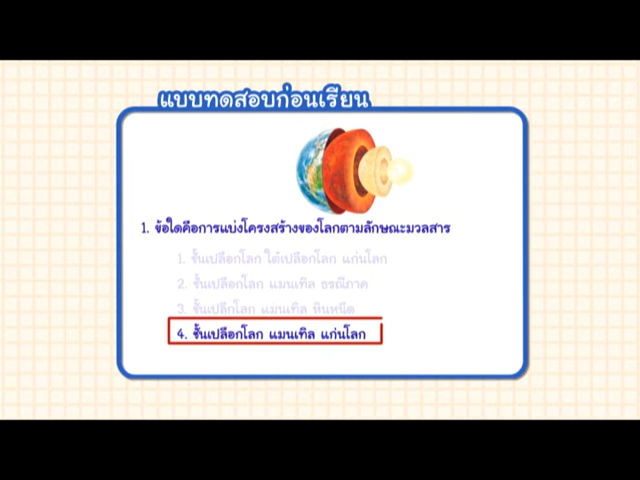 แบบทดสอบก่อนเรียน
1. ข้อใดคือการแบ่งโครงสร้างของโลกตามลักษณะมวลสาร
1. ชั้นเปลือกโลก ใต้เปลือกโลก แก่นโลก
2. ชั้นเปลือกโลก แมนเทิล ธรณีภาค
3. ชั้นเปลึกโลก แมนเทิล หินหนืด
4. ชั้นเปลือกโลก แมนเทิล แก่นโลก